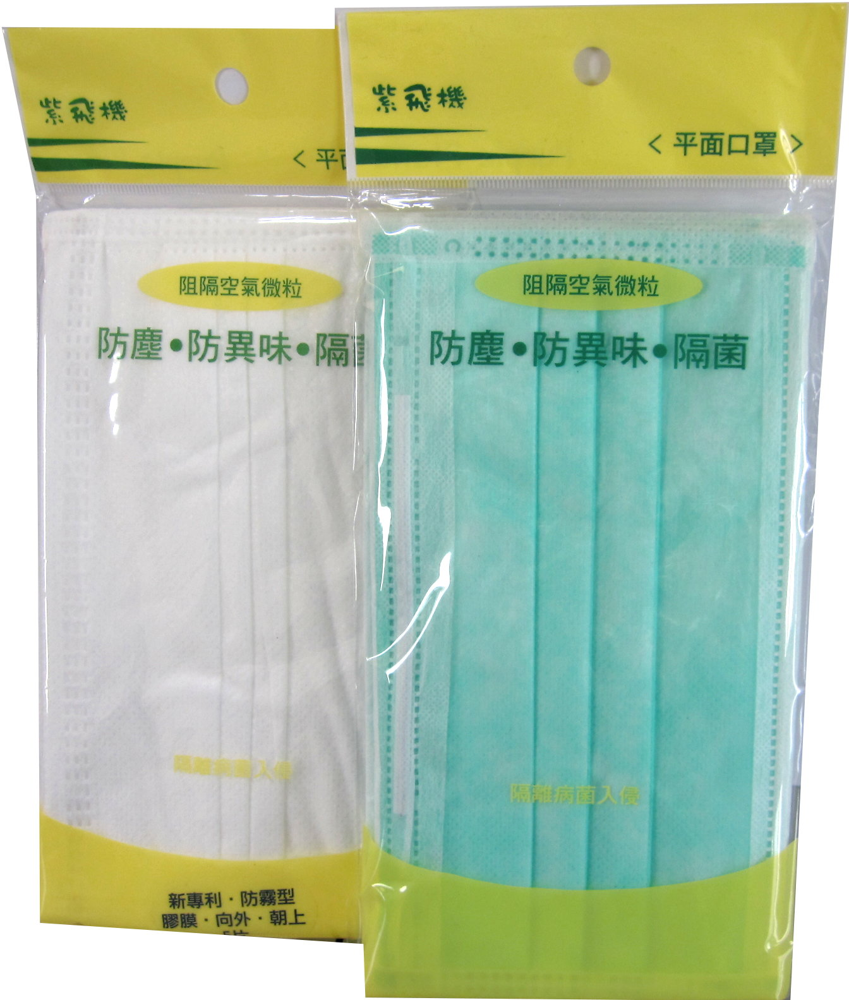 紫飛機
< 平
阻隔空氣微粒
防塵•防異味•隔
隔離病菌入侵
新專利·防霧型
膠膜·向外·朝上
紫飛機
< 平面口罩 >
阻隔空氣微粒
防塵•防異味•隔菌
隔離病菌入侵